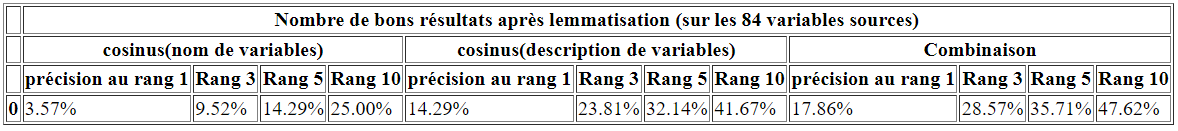 Nombre de bons résultats après lemmatisation (sur les 84 variables sources)
cosinus(nom de variables) cosinus(description de variables) Combinaison
précision au rang 1 Rang 3 Rang 5 Rang 10 précision au rang 1 Rang 3 Rang 5 Rang 10 précision au rang 1 Rang 3 Rang 5 Rang 10
0 3.57% 9.52% 14.29% 25.00% 14.29% 23.81% 32.14% 41.67% 17.86% 28.57% 35.71% 47.62%